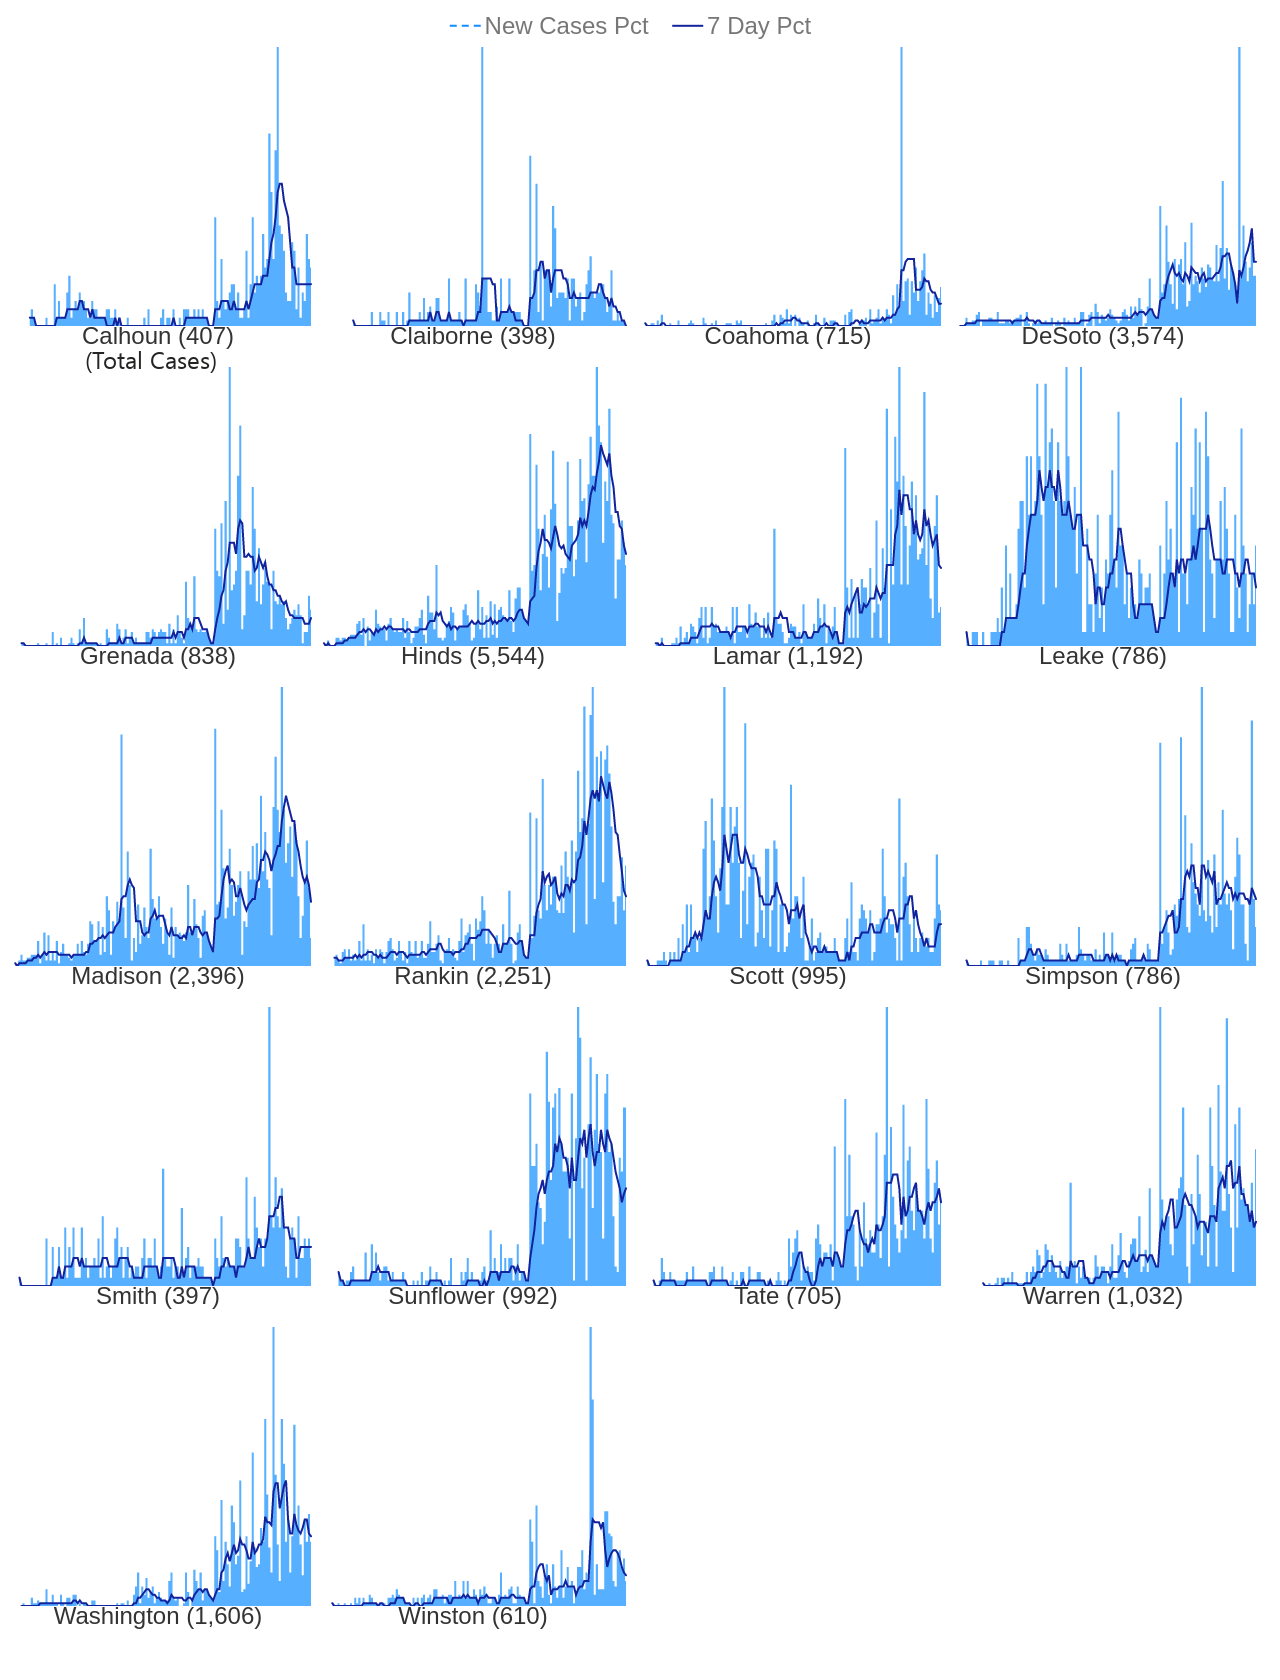 New Cases Pct 7 Day Pct
Calhoun (407) Claiborne (398) Coahoma (715) DeSoto (3,574)
(Total Cases)
Grenada (838) Hinds (5,544) Lamar (1,192) Leake (786)
Madison (2,396) Rankin (2,251) Scott (995) Simpson (786)
Smith (397) Sunflower (992) Tate (705) Warren (1,032)
Washington (1,606) Winston (610)